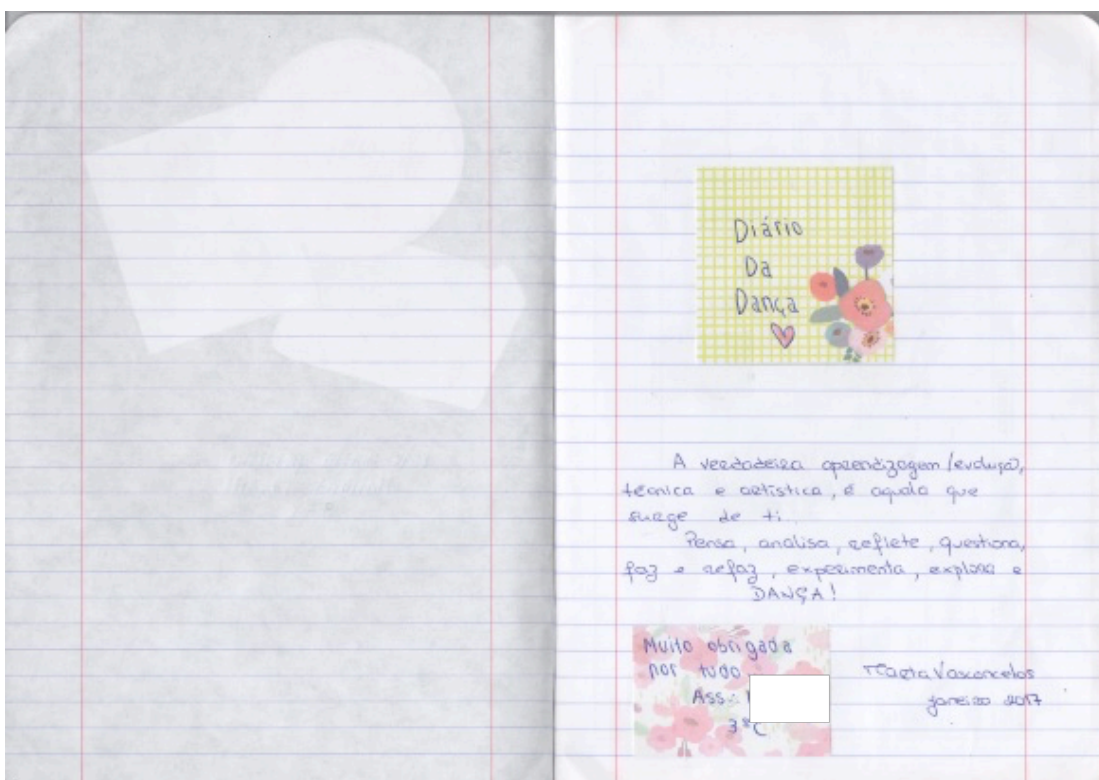 Diário
Da
Dança
A verdadeira aprendizagem/evolução,
técnica e artística, é aquela que
surge de ti.
Pensa, analisa, reflete, questiona,
faz e refaz, experimenta, explora e
DANÇA!
Muito obrigada
por tudo
Ass.:
3ºC
Marta Vasconcelos
janeiro 2017